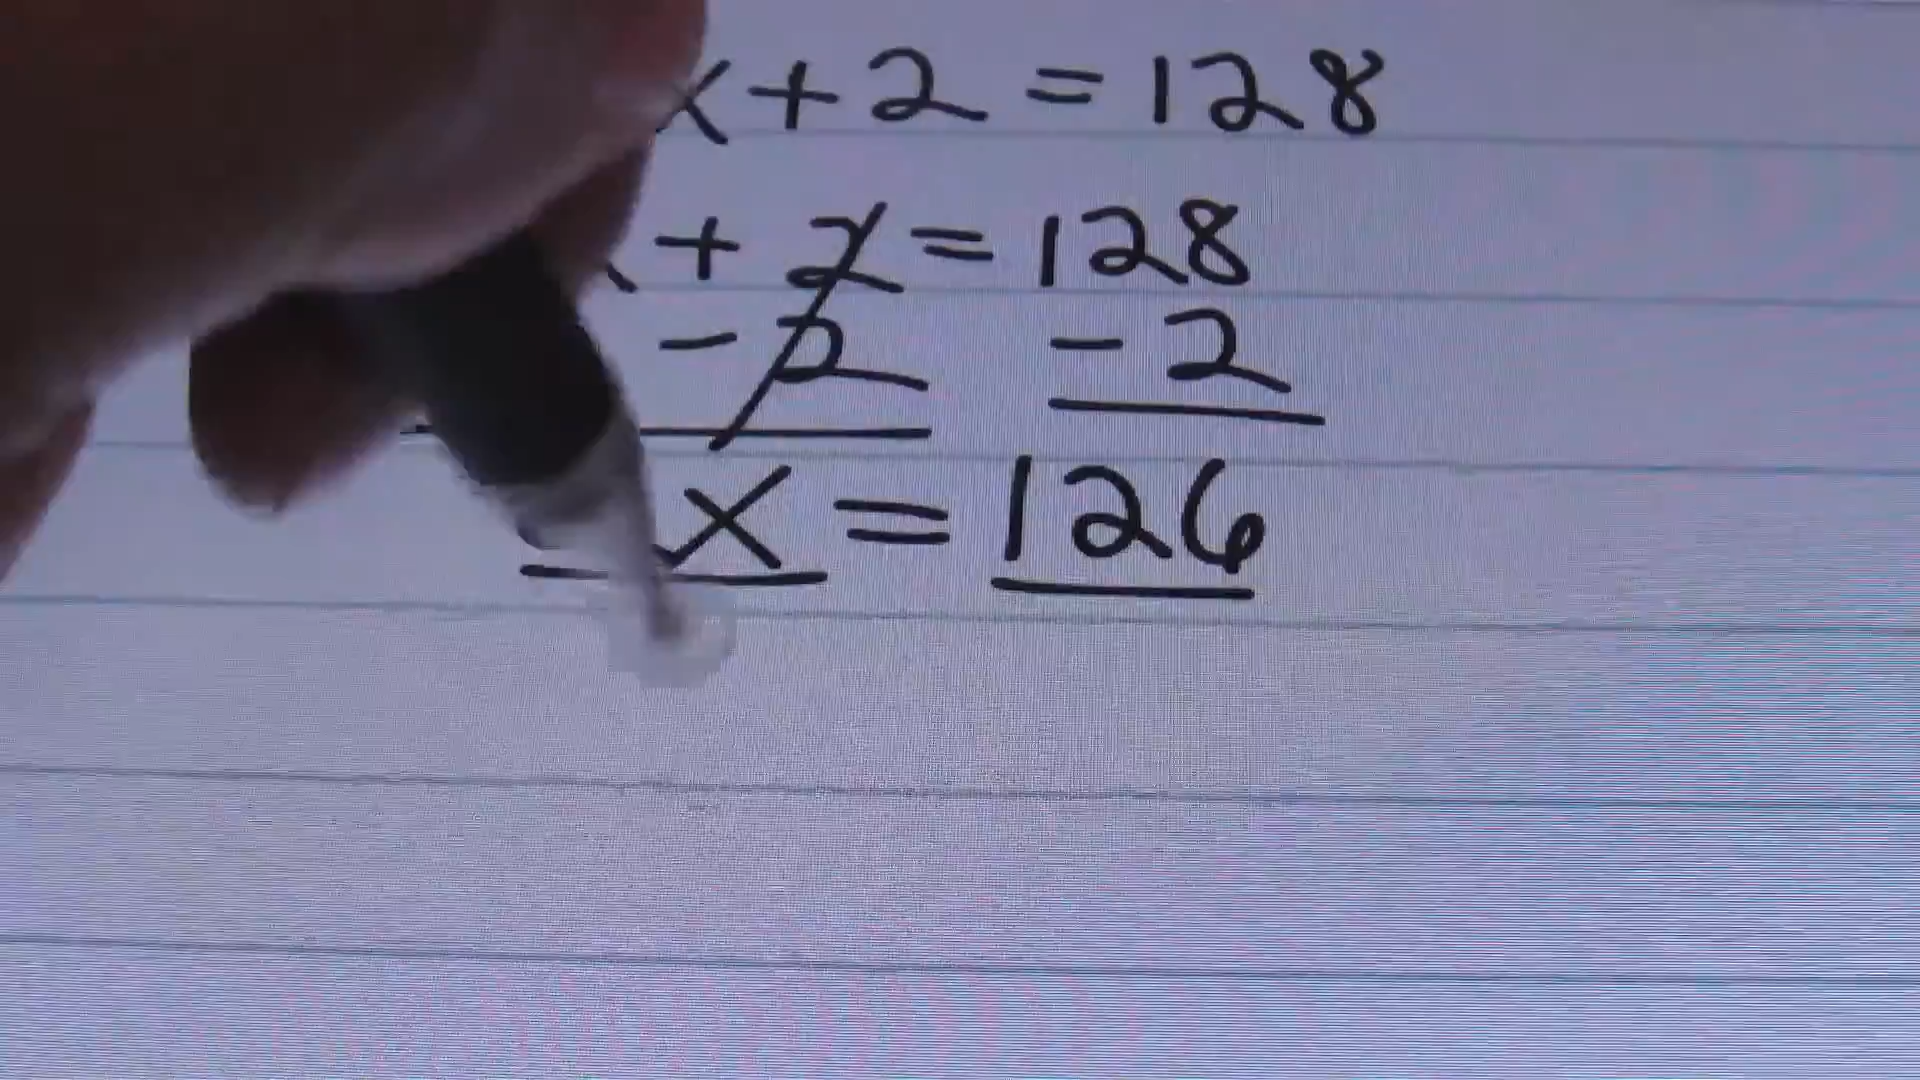 x + 2 = 128
+ 2 = 128
- 2 - 2
x = 126